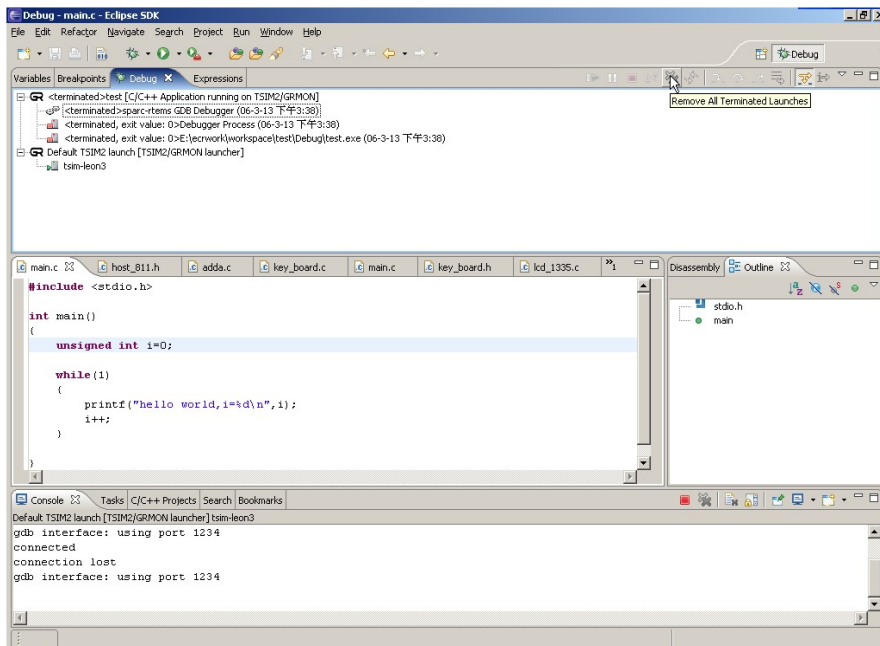 Debug - main.c - Eclipse SDK
File Edit Refactor Navigate Search Project Run Window Help
Debug
Variables Breakpoints Debug Expressions
<terminated>test [C/C++ Application running on TSIM2/GRMON]
<terminated>sparc-rtems GDB Debugger (06-3-13 下午3:38)
<terminated, exit value: 0>Debugger Process (06-3-13 下午3:38)
<terminated, exit value: 0>E:\ecrwork\workspace\test\Debug\test.exe (06-3-13 下午3:38)
Default TSIM2 launch [TSIM2/GRMON launcher]
tsim-leon3
Remove All Terminated Launches
main.c host_811.h adda.c key_board.c main.c key_board.h lcd_1335.c »1
#include <stdio.h>
int main()
{
unsigned int i=0;
while(1)
{
printf("hello world,i=%d\n",i);
i++;
}
}
Disassembly Outline
stdio.h
main
Console Tasks C/C++ Projects Search Bookmarks
Default TSIM2 launch [TSIM2/GRMON launcher] tsim-leon3
gdb interface: using port 1234
connected
connection lost
gdb interface: using port 1234